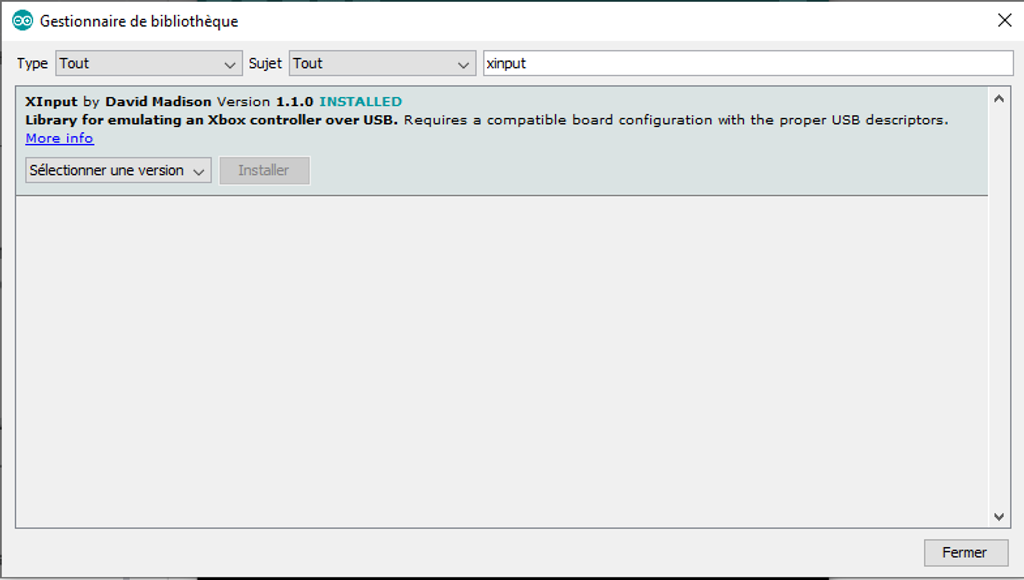 Gestionnaire de bibliothèque
Type Tout Sujet Tout xinput
XInput by David Madison Version 1.1.0 INSTALLED
Library for emulating an Xbox controller over USB. Requires a compatible board configuration with the proper USB descriptors.
More info
Sélectionner une version Installer
Fermer